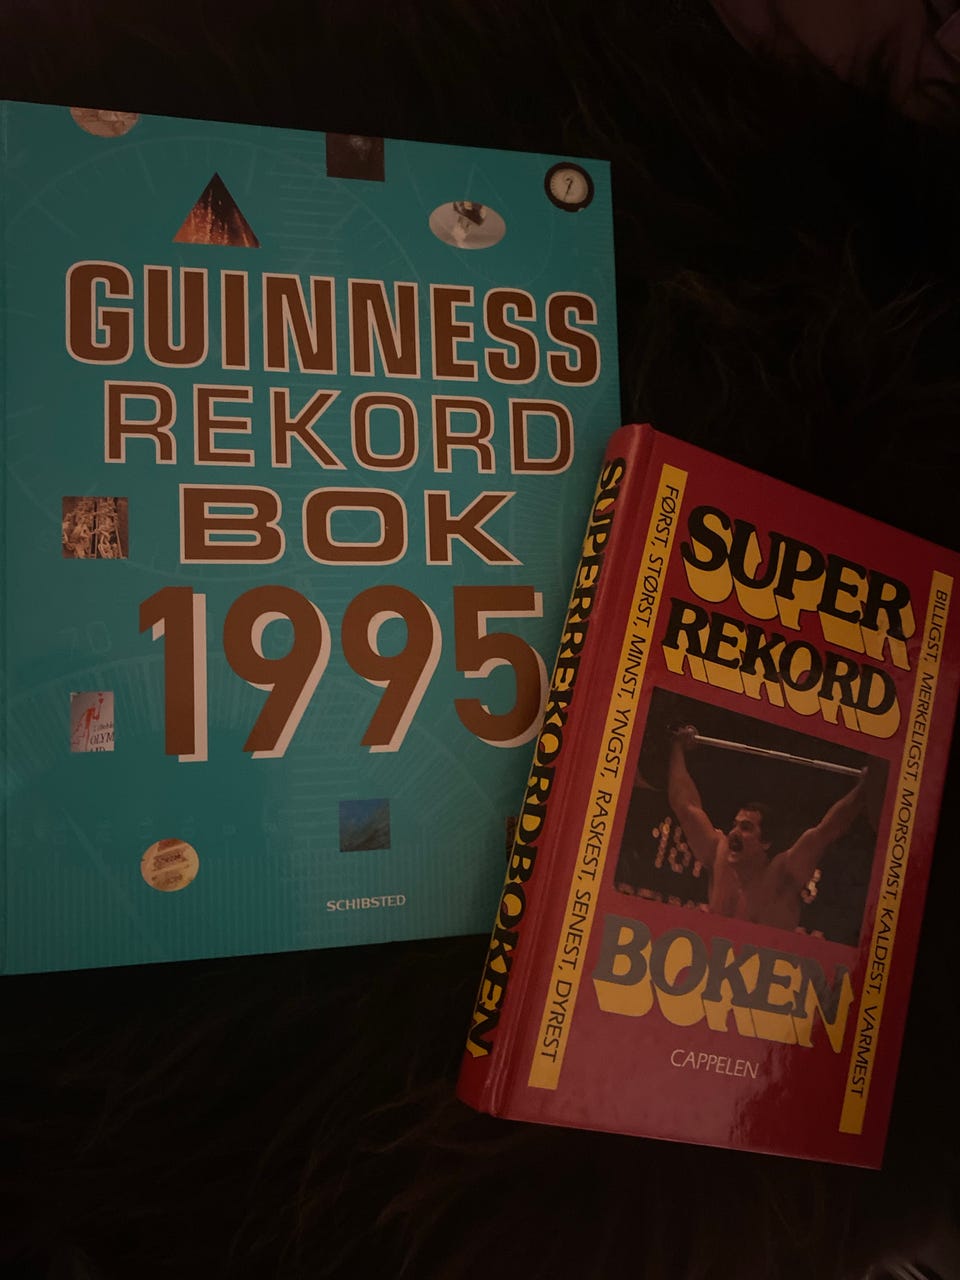 GUINNESS
REKORD
BOK
1995
OLYM
SCHIBSTED
SUPERREKORDBOKEN
FØRST, STØRST, MINST, YNGST, RASKEST, SENEST, DYREST
SUPER
REKORD
BOKEN
CAPPELEN
BILLIGST, MERKELIGST, MORSOMST, KALDEST, VARMEST